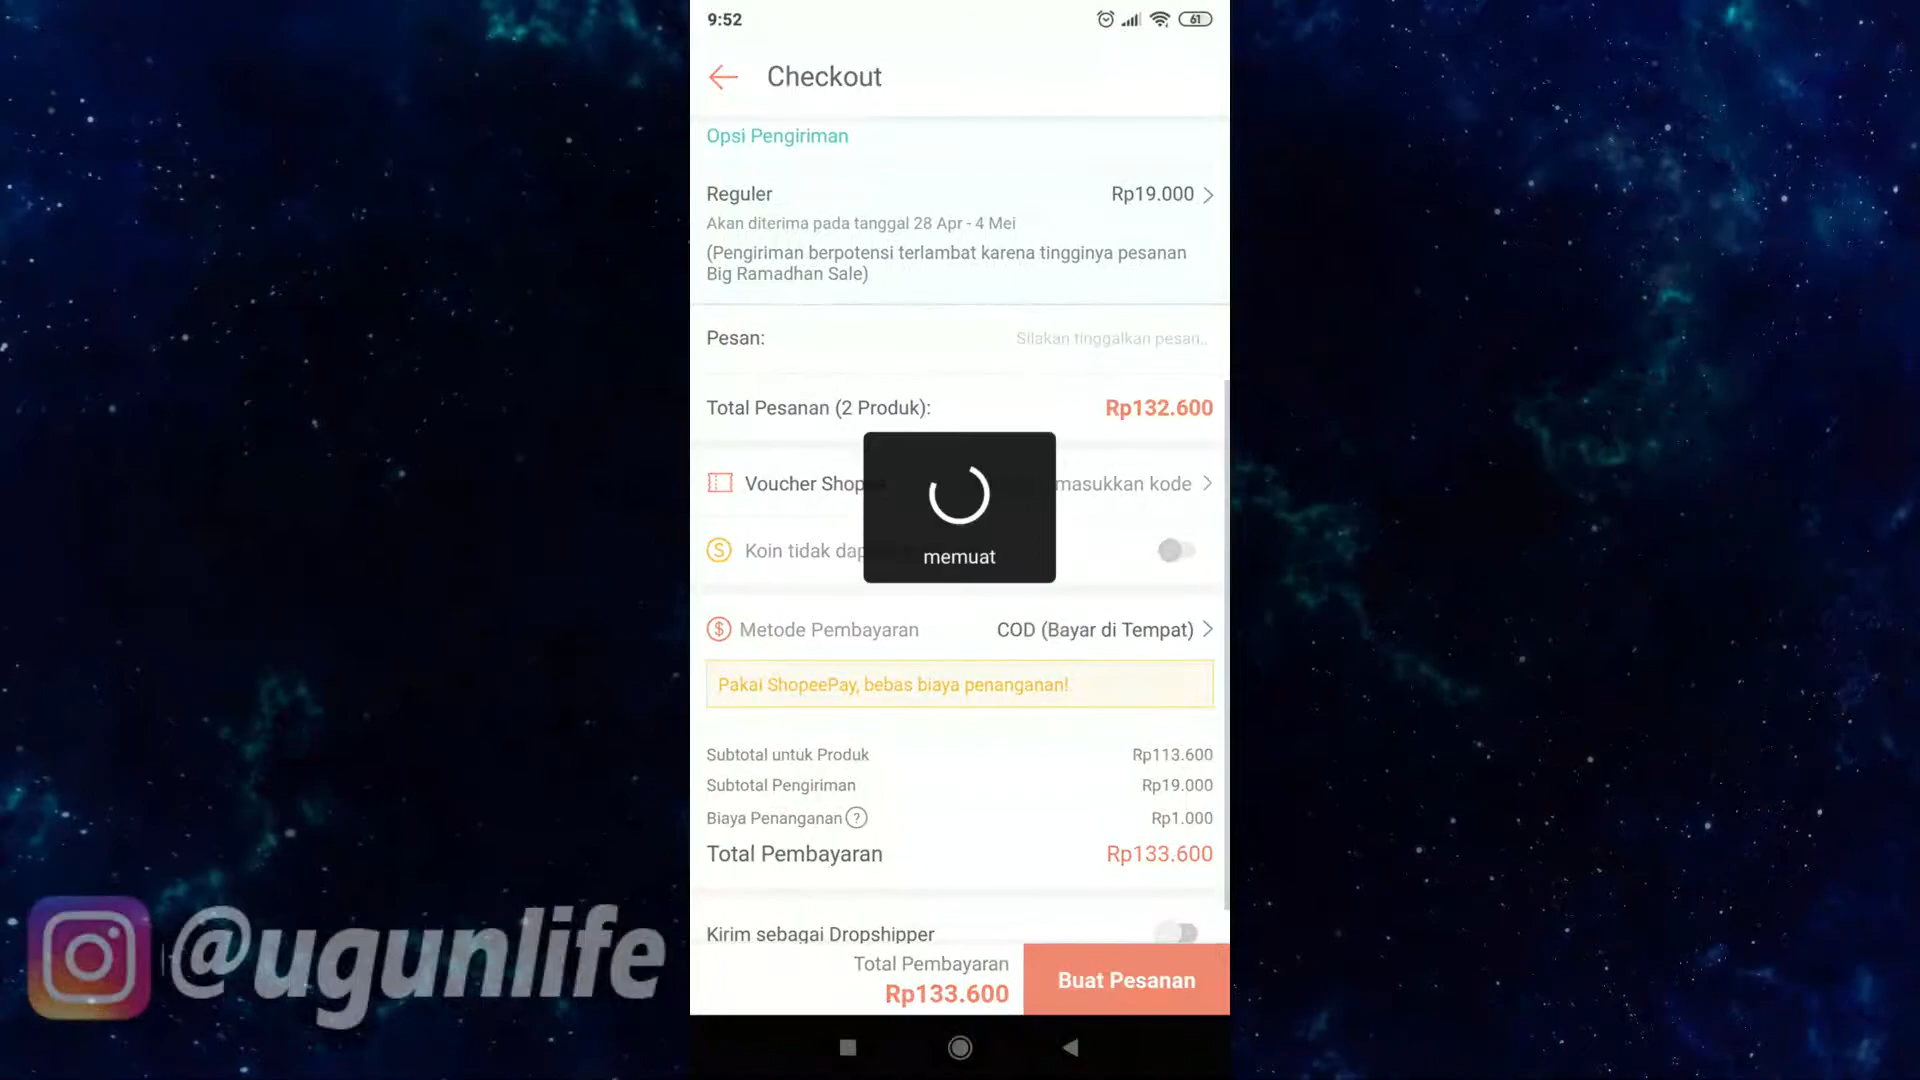 9:52
61
Checkout
Opsi Pengiriman
Reguler Rp19.000
Akan diterima pada tanggal 28 Apr - 4 Mei
(Pengiriman berpotensi terlambat karena tingginya pesanan
Big Ramadhan Sale)
Pesan: Silakan tinggalkan pesan..
Total Pesanan (2 Produk): Rp132.600
Voucher Shopee masukkan kode
Koin tidak dap
memuat
Metode Pembayaran COD (Bayar di Tempat)
Pakai ShopeePay, bebas biaya penanganan!
Subtotal untuk Produk Rp113.600
Subtotal Pengiriman Rp19.000
Biaya Penanganan ? Rp1.000
Total Pembayaran Rp133.600
Kirim sebagai Dropshipper
Total Pembayaran
Rp133.600
Buat Pesanan
@ugunlife